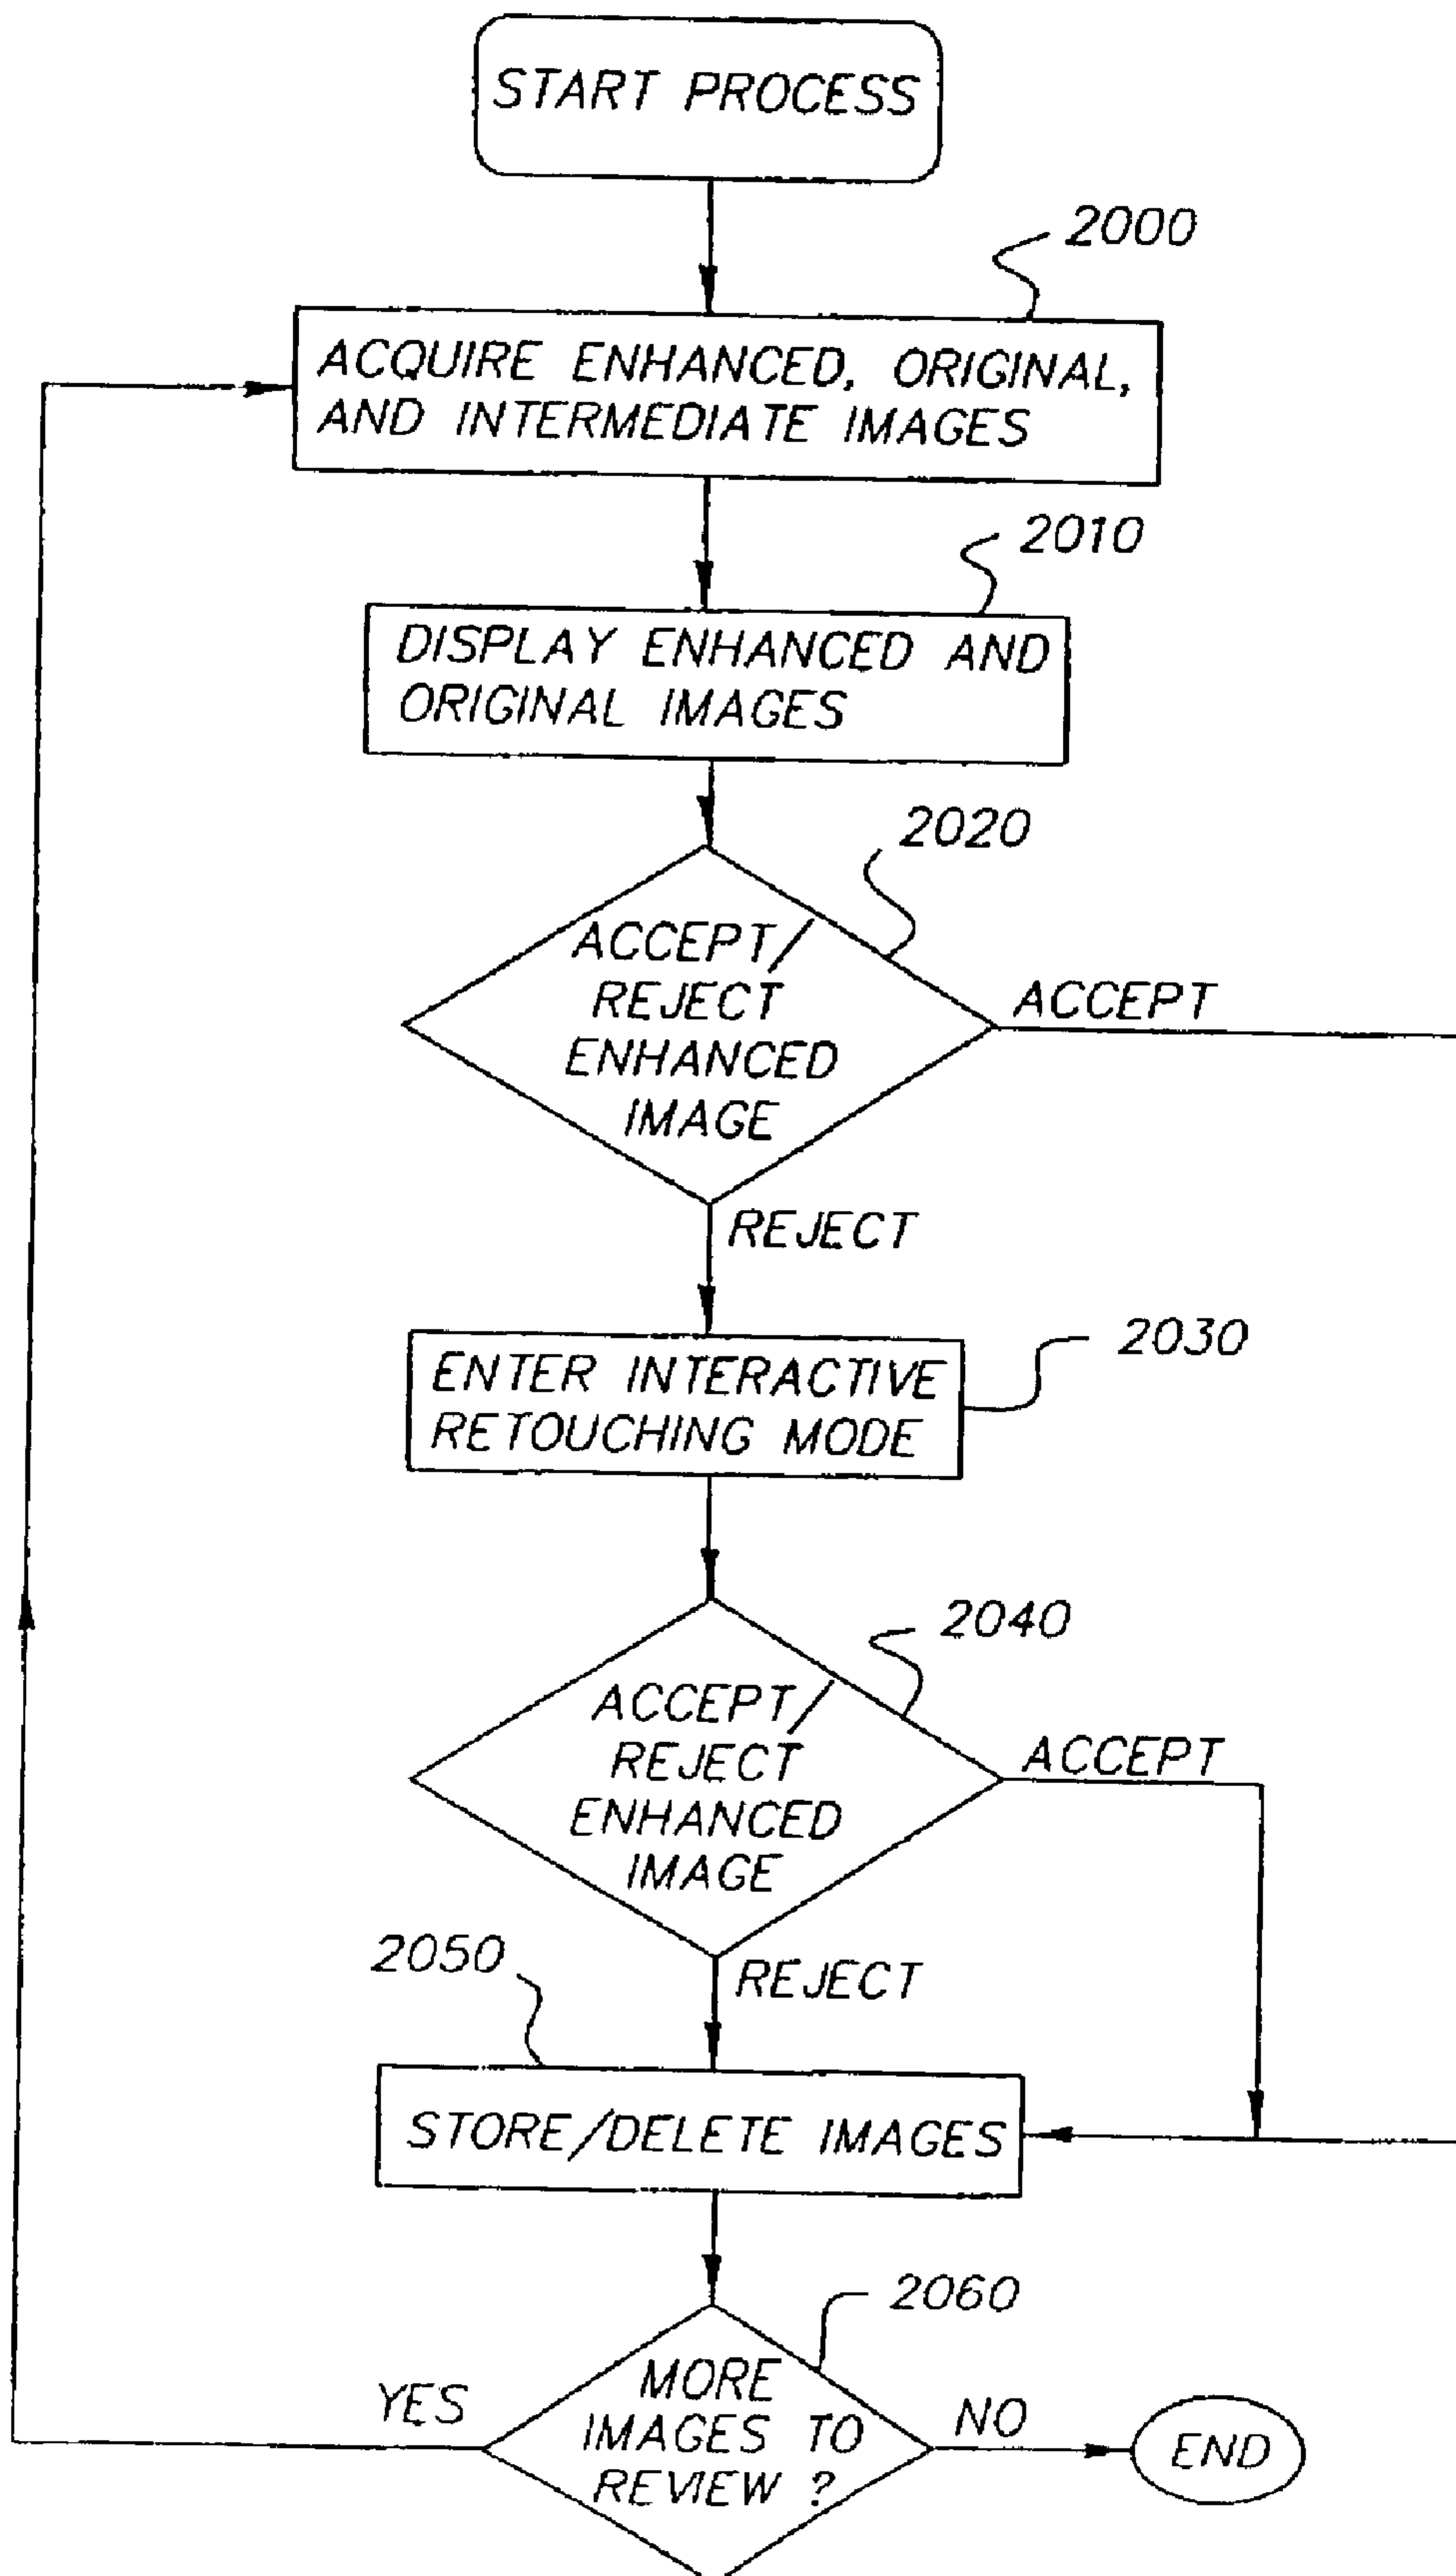 START PROCESS
2000
ACQUIRE ENHANCED, ORIGINAL,
AND INTERMEDIATE IMAGES
2010
DISPLAY ENHANCED AND
ORIGINAL IMAGES
2020
ACCEPT/
REJECT
ENHANCED
IMAGE
ACCEPT
REJECT
2030
ENTER INTERACTIVE
RETOUCHING MODE
2040
ACCEPT/
REJECT
ENHANCED
IMAGE
ACCEPT
REJECT
2050
STORE/DELETE IMAGES
2060
MORE
IMAGES TO
REVIEW ?
YES
NO
END